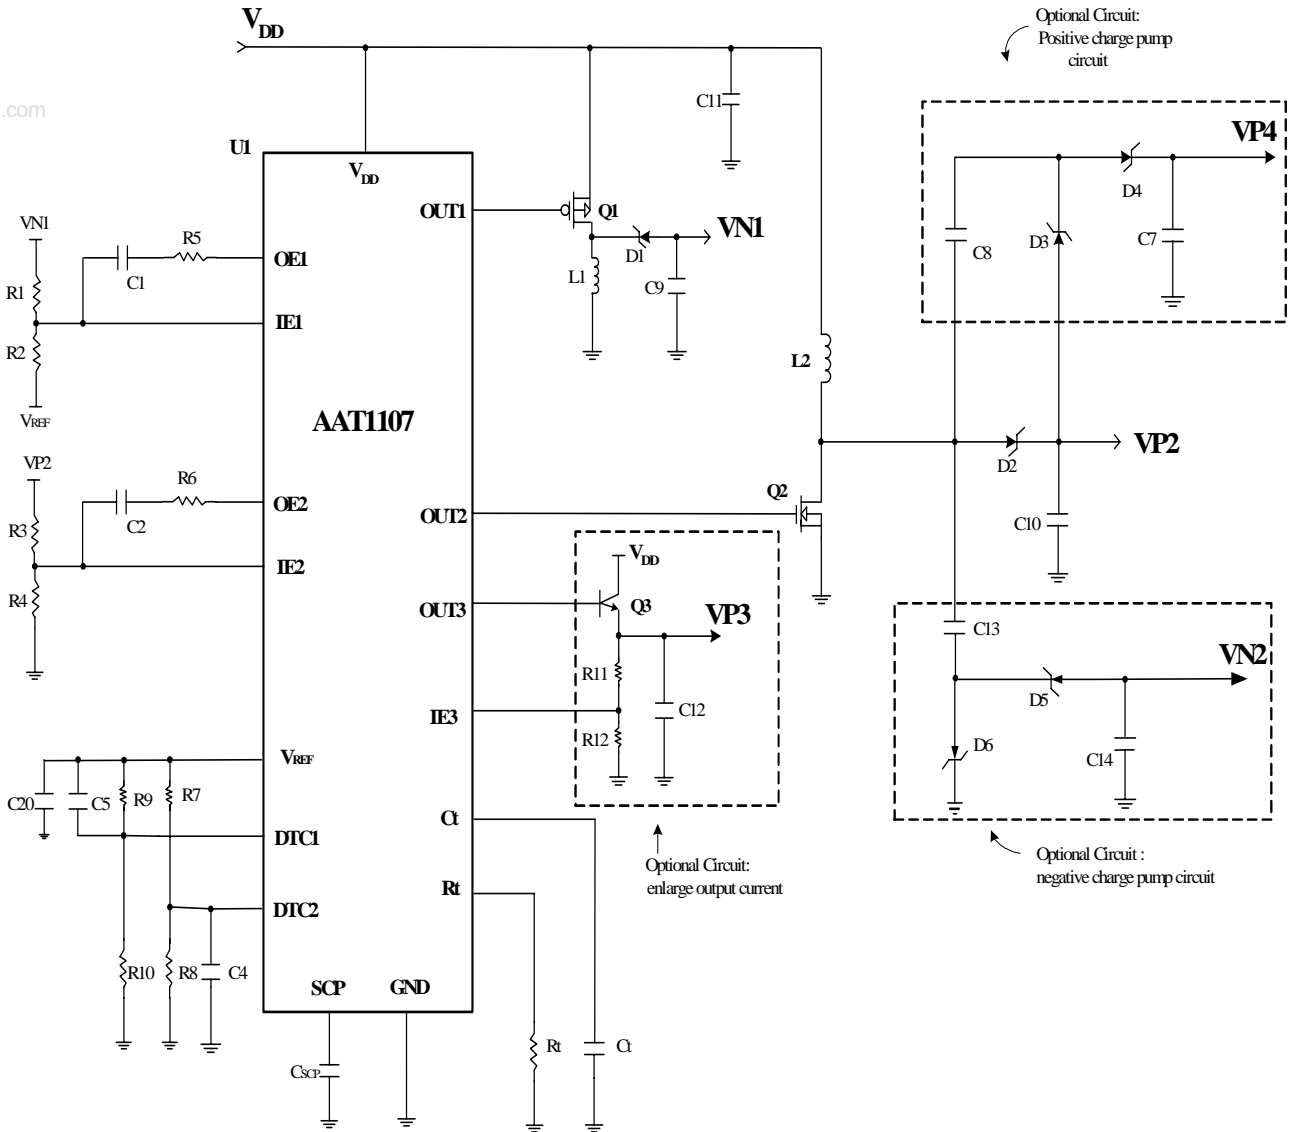 V_DD
Optional Circuit:
Positive charge pump
circuit
.com
C11
U1
V_DD
VP4
D4
C8
D3
C7
OUT1
Q1
VN1
D1
L1
C9
VN1
R5
C1
OE1
R1
IE1
R2
VREF
L2
AAT1107
VP2
R6
C2
OE2
R3
IE2
R4
D2
VP2
C10
OUT2
Q2
V_DD
OUT3
Q3
VP3
R11
IE3
R12
C12
C13
VN2
D5
D6
C14
VREF
C20
C5
R9
R7
DTC1
Ct
Optional Circuit:
enlarge output current
Optional Circuit :
negative charge pump circuit
Rt
DTC2
R10
R8
C4
SCP
GND
CSCP
Rt
Ct